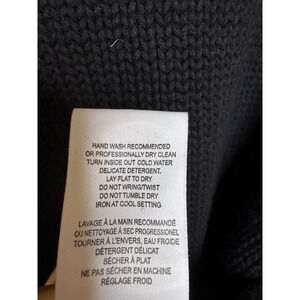 HAND WASH RECOMMENDED
OR PROFESSIONALLY DRY CLEAN
TURN INSIDE OUT COLD WATER
DELICATE DETERGENT.
LAY FLAT TO DRY
DO NOT WRING/TWIST
DO NOT TUMBLE DRY
IRON AT COOL SETTING
LAVAGE À LA MAIN RECOMMANDÉ
OU NETTOYAGE À SEC PROGRESSIONEL
TOURNER À L'ENVERS, EAU FROIDE
DÉTERGENT DÉLICAT
SÉCHER À PLAT
NE PAS SÉCHER EN MACHINE
RÉGLAGE FROID